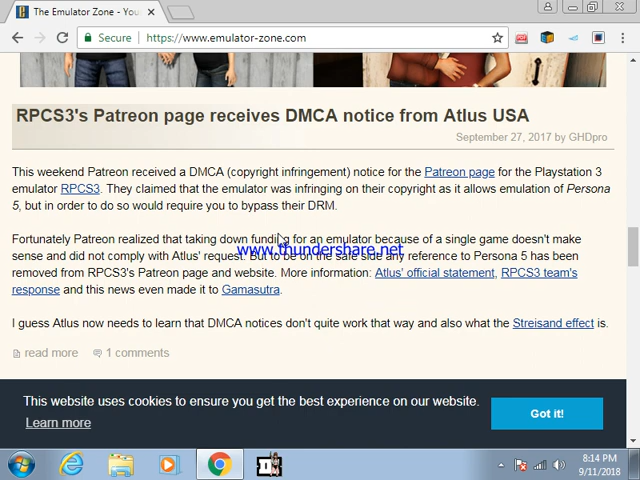 The Emulator Zone - You
Secure
https://www.emulator-zone.com
RPCS3's Patreon page receives DMCA notice from Atlus USA
September 27, 2017 by GHDpro
This weekend Patreon received a DMCA (copyright infringement) notice for the Patreon page for the Playstation 3
emulator RPCS3. They claimed that the emulator was infringing on their copyright as it allows emulation of Persona
5, but in order to do so would require you to bypass their DRM.
Fortunately Patreon realized that taking down funding for an emulator because of a single game doesn't make
www.thundershare.net
sense and did not comply with Atlus' request. But to be on the safe side any reference to Persona 5 has been
removed from RPCS3's Patreon page and website. More information: Atlus' official statement, RPCS3 team's
response and this news even made it to Gamasutra.
I guess Atlus now needs to learn that DMCA notices don't quite work that way and also what the Streisand effect is.
read more 1 comments
This website uses cookies to ensure you get the best experience on our website.
Learn more
Got it!
8:14 PM
9/11/2018